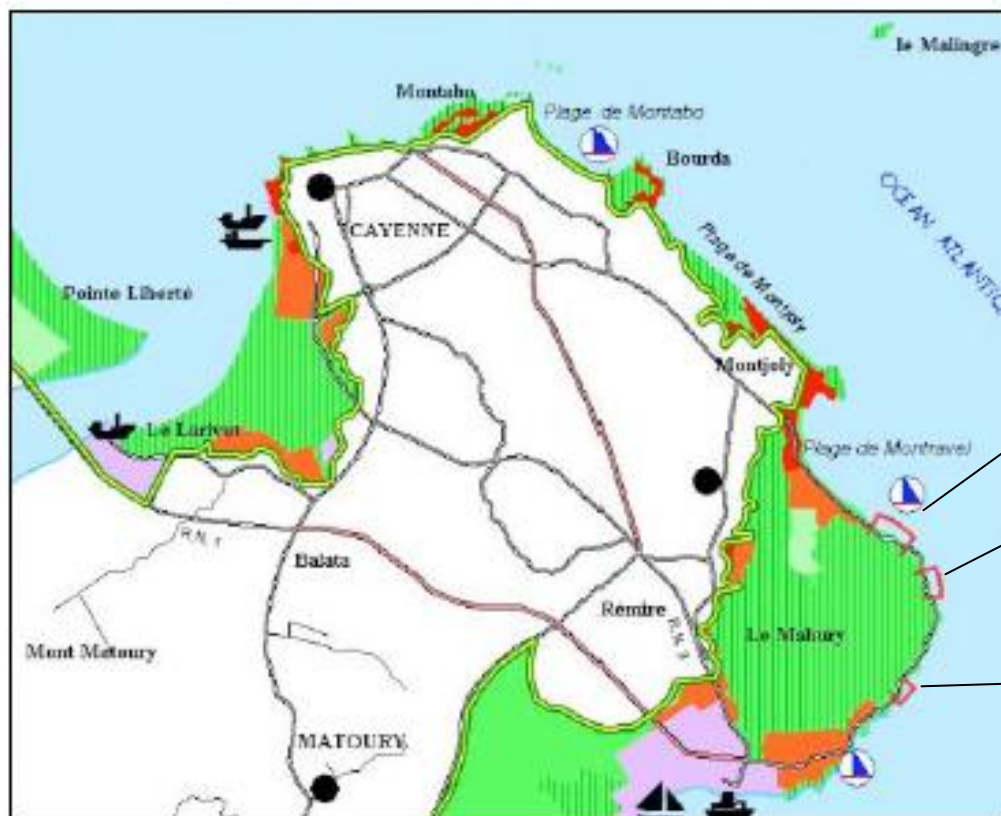 le Malingre
Montabo
Plage de Montabo
Bourda
OCEAN ATLANTIQ
CAYENNE
Plage de Montjoly
Pointe Liberté
Montjoly
Le Larivot
Plage de Montravel
R.N. 1
Balata
Rémire
R.N. 3
Le Mahury
Mont Matoury
MATOURY